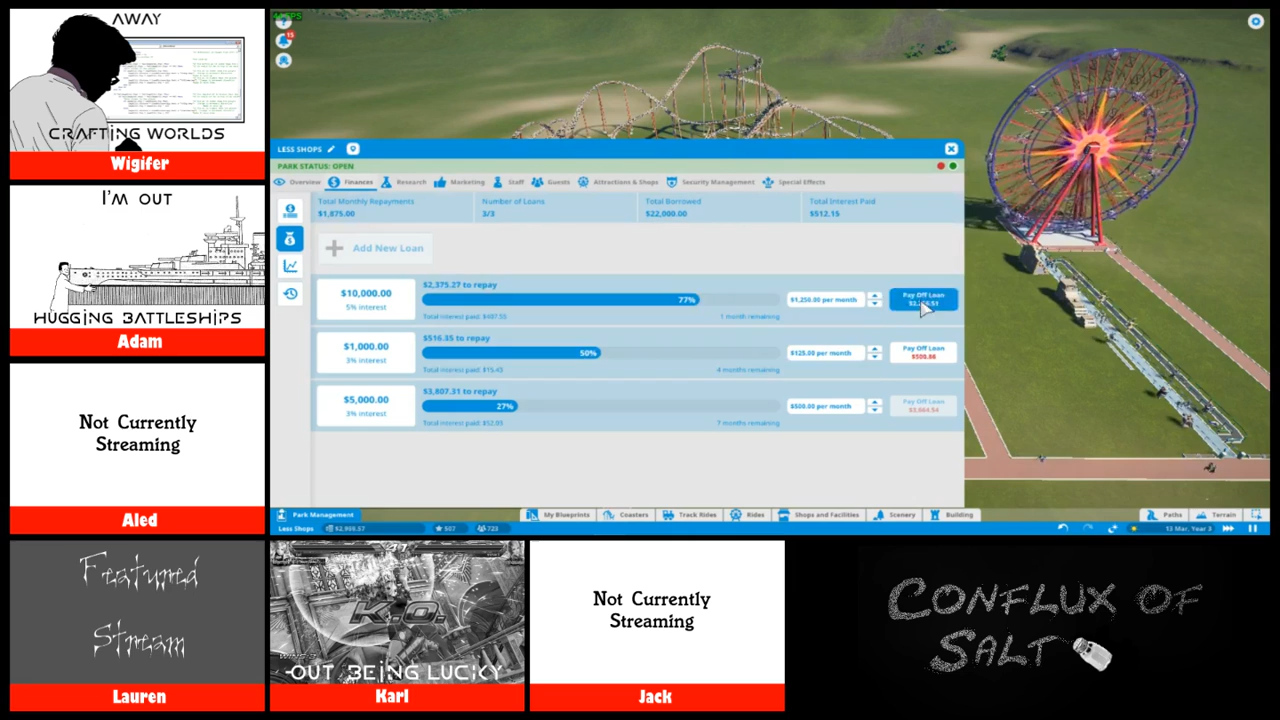 AWAY
CRAFTING WORLDS
Wigifer
I'M OUT
HUGGING BATTLESHIPS
Adam
Not Currently
Streaming
Aled
Featured
Stream
Lauren
K.O.
OUT BEING LUCKY
Karl
Not Currently
Streaming
Jack
CONFLUX OF
SALT
15
LESS SHOPS
PARK STATUS: OPEN
Overview Finances Research Marketing Staff Guests Attractions & Shops Security Management Special Effects
Total Monthly Repayments Number of Loans Total Borrowed Total Interest Paid
$1,875.00 3/3 $22,000.00 $512.15
Add New Loan
$2,375.27 to repay
$10,000.00 77% $1,250.00 per month Pay Off Loan
5% interest
Total interest paid: 1 month remaining
$516.35 to repay
$1,000.00 50% $125.00 per month Pay Off Loan
3% interest
Total interest paid: $15.43 4 months remaining
$3,807.31 to repay
$5,000.00 27% $500.00 per month Pay Off Loan
3% interest
Total interest paid: 7 months remaining
Park Management My Blueprints Coasters Track Rides Rides Shops and Facilities Scenery Building Paths Terrain
Less Shops 507 723 13 Mar, Year 3